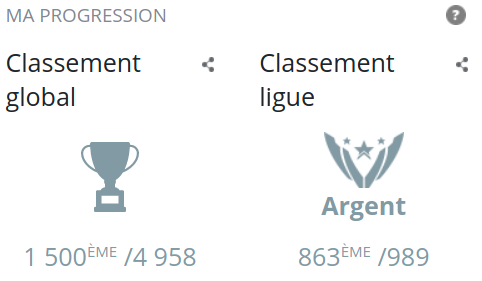 MA PROGRESSION ?
Classement
global
Classement
ligue
Argent
1 500ÈME /4 958
863ÈME /989